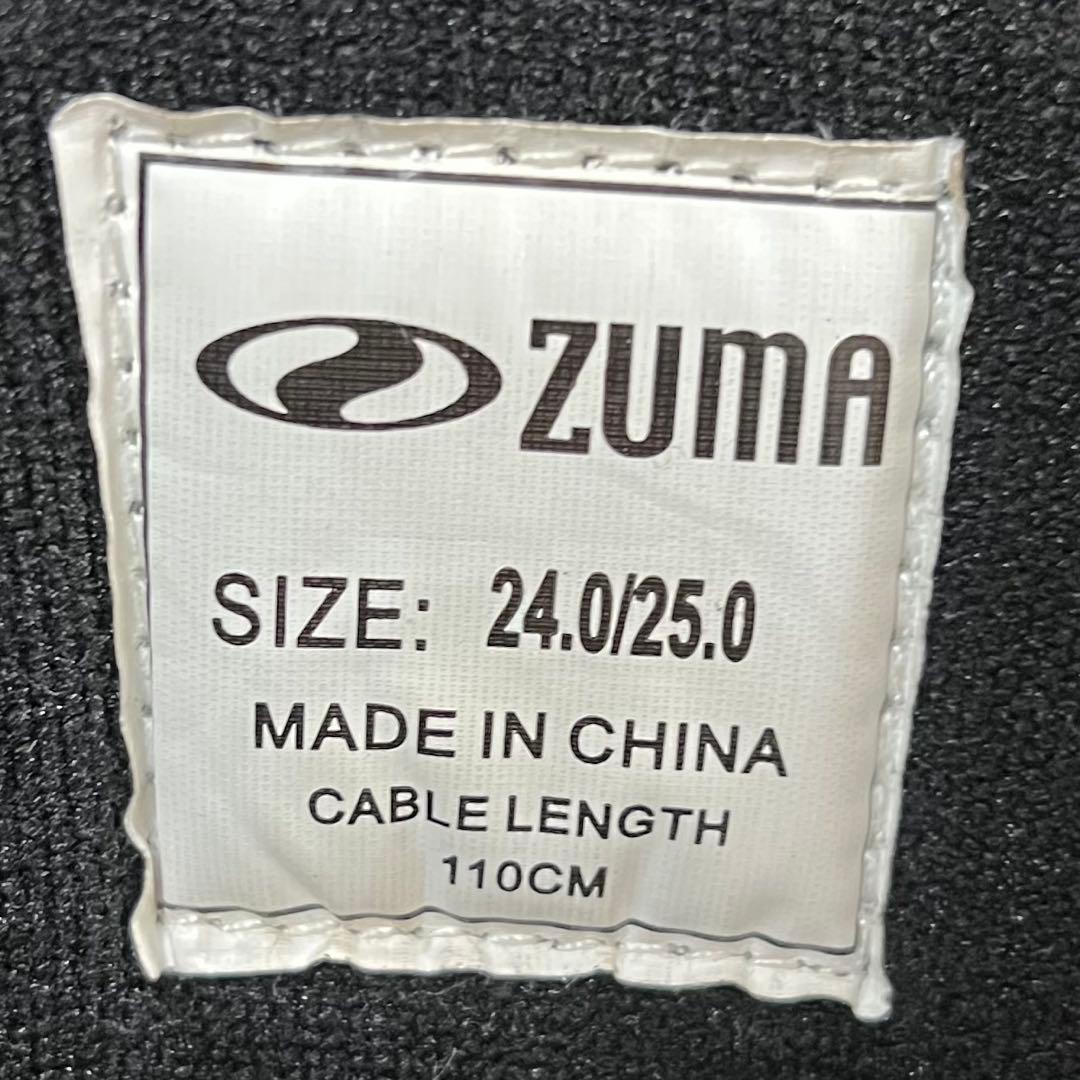 ZUMA
SIZE: 24.0/25.0
MADE IN CHINA
CABLE LENGTH
110CM